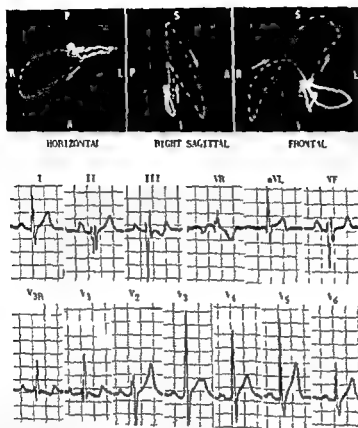 P S S
R L P A R L
A I
HORIZONTAL RIGHT SAGITTAL FRONTAL
I II III VR aVL VF
V3R V1 V2 V3 V4 V5 V6